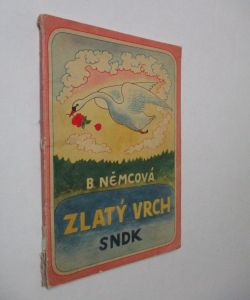 B. NĚMCOVÁ
ZLATÝ VRCH
SNDK